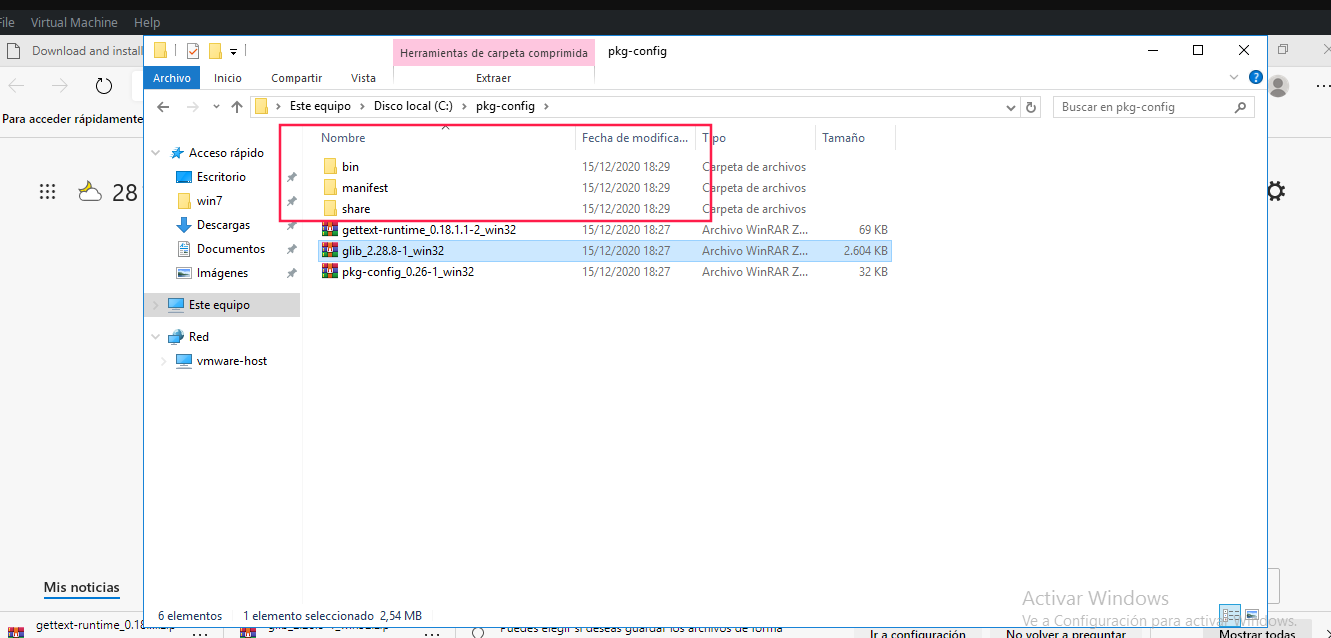 File Virtual Machine Help
Download and install
Herramientas de carpeta comprimida pkg-config
Archivo Inicio Compartir Vista Extraer
Este equipo Disco local (C:) pkg-config
Buscar en pkg-config
Para acceder rápidamente
Nombre Fecha de modifica... Tipo Tamaño
Acceso rápido
Escritorio
win7
Descargas
Documentos
Imágenes
Este equipo
Red
vmware-host
28
bin 15/12/2020 18:29 Carpeta de archivos
manifest 15/12/2020 18:29 Carpeta de archivos
share 15/12/2020 18:29 Carpeta de archivos
gettext-runtime_0.18.1.1-2_win32 15/12/2020 18:27 Archivo WinRAR Z... 69 KB
glib_2.28.8-1_win32 15/12/2020 18:27 Archivo WinRAR Z... 2.604 KB
pkg-config_0.26-1_win32 15/12/2020 18:27 Archivo WinRAR Z... 32 KB
Mis noticias
6 elementos 1 elemento seleccionado 2,54 MB
Activar Windows
Ve a Configuración para activar Windows.
Puedes elegir si deseas guardar los archivos de forma
Ir a configuración No volver a preguntar Mostrar todas